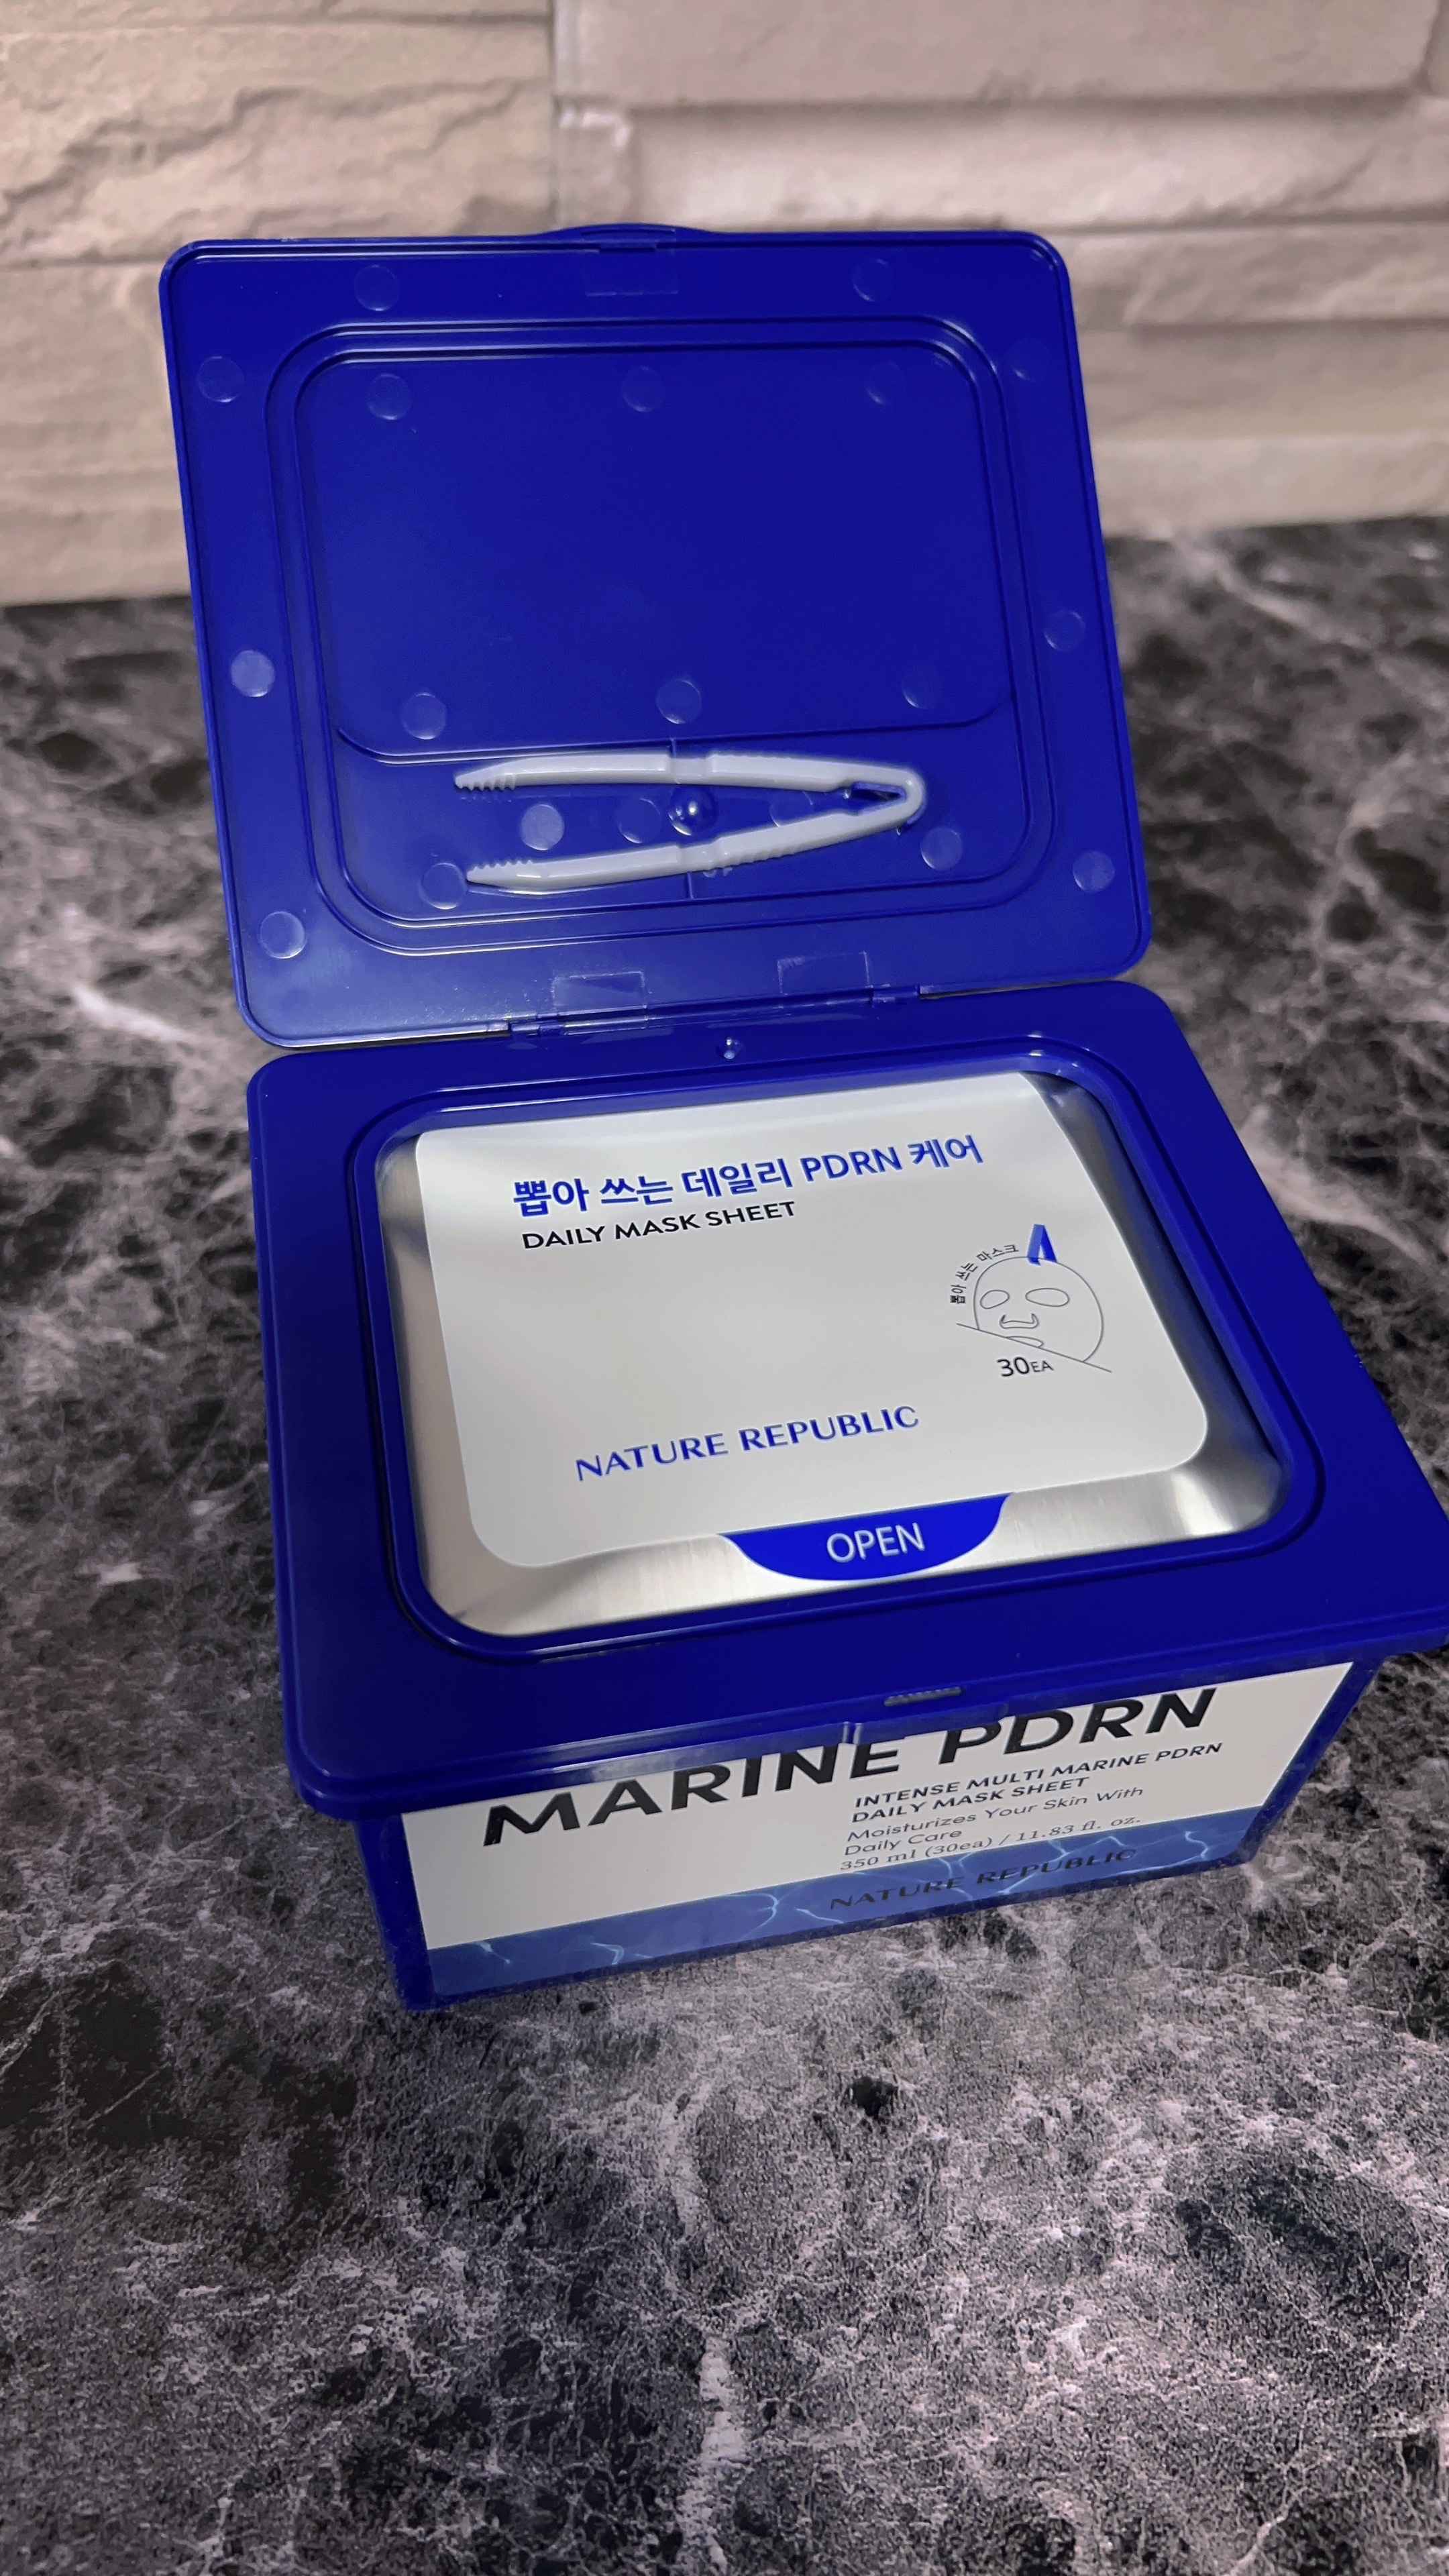 뽑아 쓰는 데일리 PDRN 케어
DAILY MASK SHEET
뽑아 쓰는 마스크
30EA
NATURE REPUBLIC
OPEN
MARINE PDRN
INTENSE MULTI MARINE PDRN
DAILY MASK SHEET
Moisturizes Your Skin With
Daily Care
350 ml (30ea) / 11.83 fl. oz.
NATURE REPUBLIC